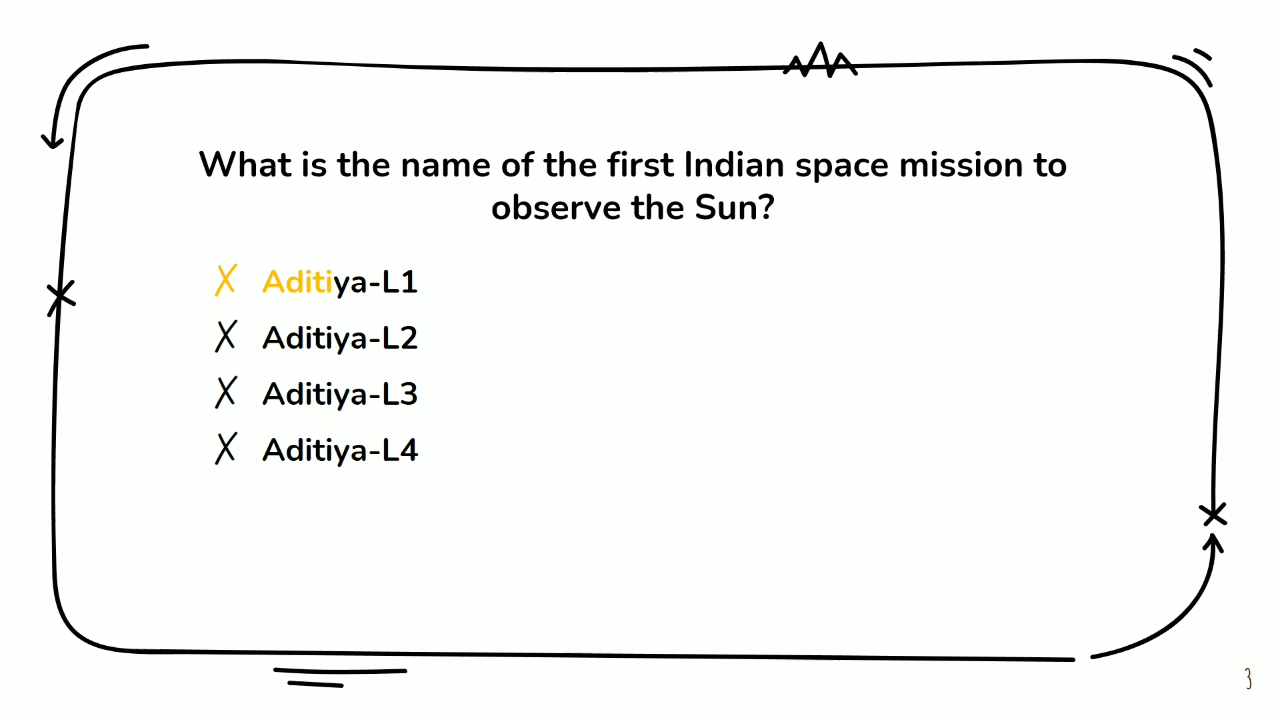 What is the name of the first Indian space mission to
observe the Sun?
Aditiya-L1
Aditiya-L2
Aditiya-L3
Aditiya-L4
3